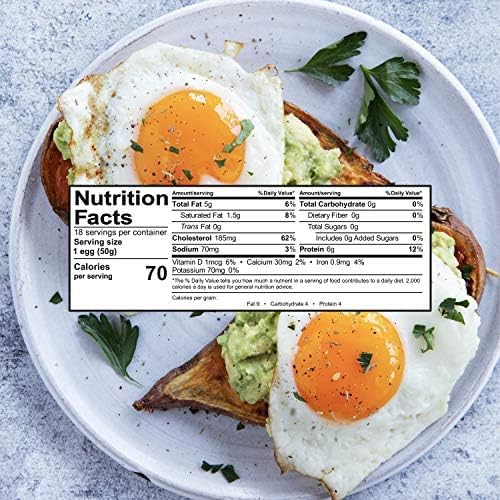 Nutrition
Facts
18 servings per container
Serving size
1 egg (50g)
Calories
per serving
70
Amount/serving % Daily Value*
Total Fat 5g 6%
Saturated Fat 1.5g 8%
Trans Fat 0g
Cholesterol 185mg 62%
Sodium 70mg 3%
Amount/serving % Daily Value*
Total Carbohydrate 0g 0%
Dietary Fiber 0g 0%
Total Sugars 0g
Includes 0g Added Sugars 0%
Protein 6g 12%
Vitamin D 1mcg 6% • Calcium 30mg 2% • Iron 0.9mg 4%
Potassium 70mg 0%
*The % Daily Value tells you how much a nutrient in a serving of food contributes to a daily diet. 2,000
calories a day is used for general nutrition advice.
Calories per gram:
Fat 9 • Carbohydrate 4 • Protein 4